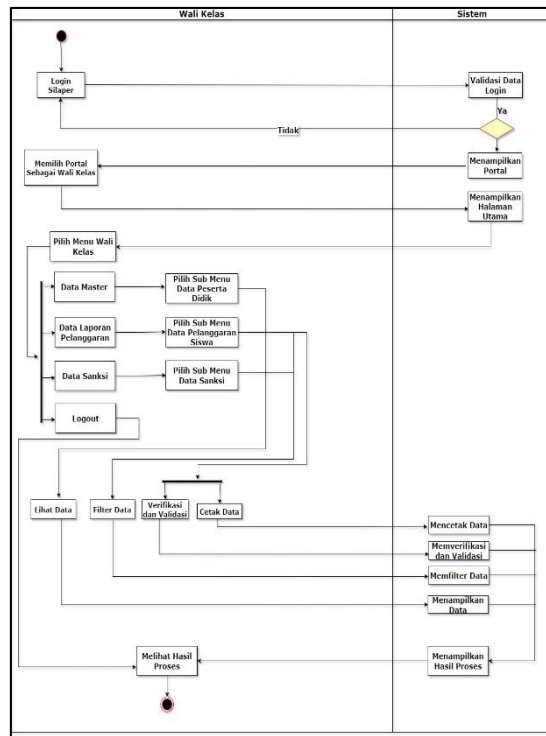 Wali Kelas
Sistem
Login
Silaper
Validasi Data
Login
Ya
Tidak
Memilih Portal
Sebagai Wali Kelas
Menampilkan
Portal
Menampilkan
Halaman
Utama
Pilih Menu Wali
Kelas
Data Master
Pilih Sub Menu
Data Peserta
Didik
Data Laporan
Pelanggaran
Pilih Sub Menu
Data Pelanggaran
Siswa
Data Sanksi
Pilih Sub Menu
Data Sanksi
Logout
Lihat Data
Filter Data
Verifikasi
dan Validasi
Cetak Data
Mencetak Data
Memverifikasi
dan Validasi
Memfilter Data
Menampilkan
Data
Melihat Hasil
Proses
Menampilkan
Hasil Proses